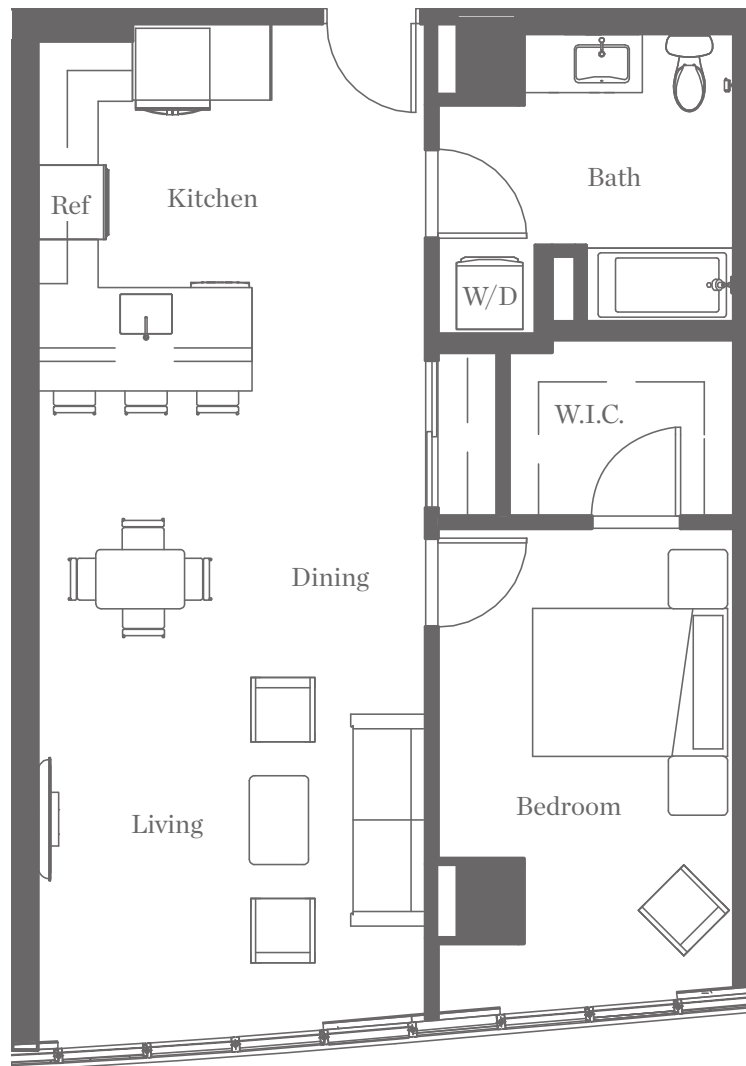 Bath
Ref
Kitchen
W/D
W.I.C.
Dining
Bedroom
Living